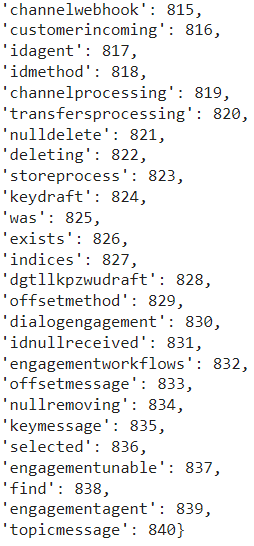 'channelwebhook': 815,
'customerincoming': 816,
'idagent': 817,
'idmethod': 818,
'channelprocessing': 819,
'transfersprocessing': 820,
'nulldelete': 821,
'deleting': 822,
'storeprocess': 823,
'keydraft': 824,
'was': 825,
'exists': 826,
'indices': 827,
'dgtllkpzwudraft': 828,
'offsetmethod': 829,
'dialogengagement': 830,
'idnullreceived': 831,
'engagementworkflows': 832,
'offsetmessage': 833,
'nullremoving': 834,
'keymessage': 835,
'selected': 836,
'engagementunable': 837,
'find': 838,
'engagementagent': 839,
'topicmessage': 840}